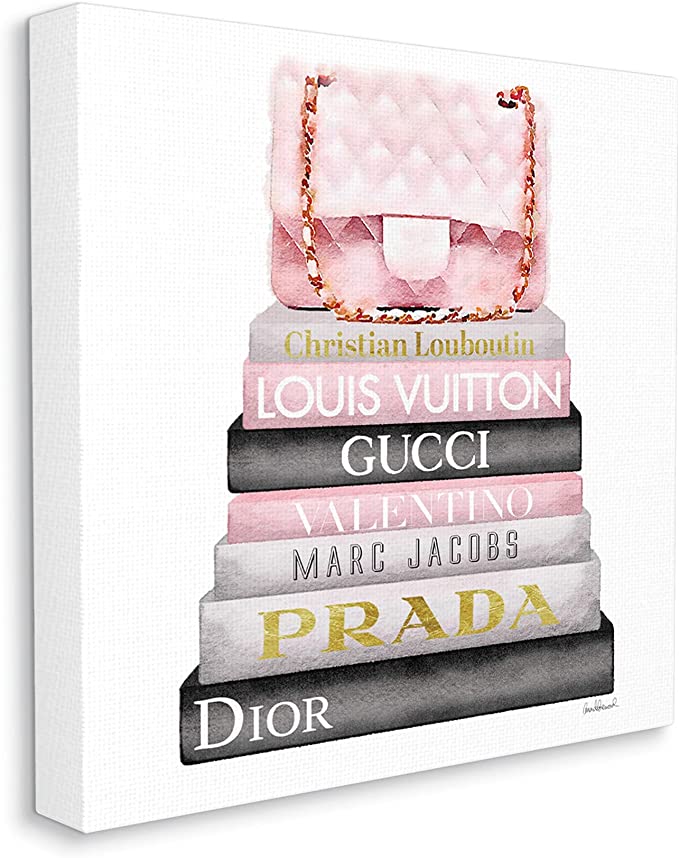 Christian Louboutin
LOUIS VUITTON
GUCCI
VALENTINO
MARC JACOBS
PRADA
DIOR